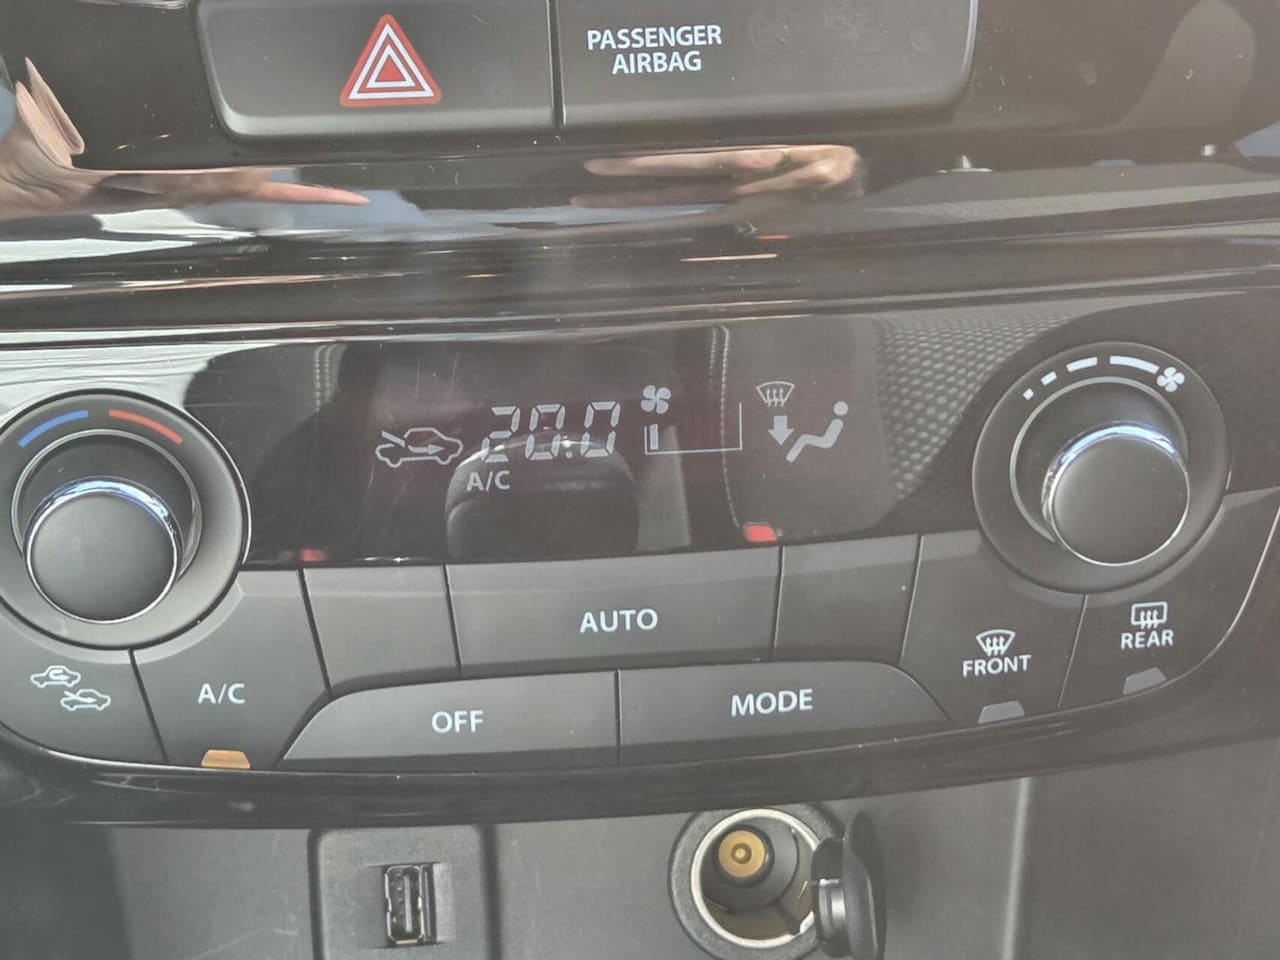 PASSENGER
AIRBAG
20.0
A/C
AUTO
A/C
OFF
MODE
FRONT
REAR